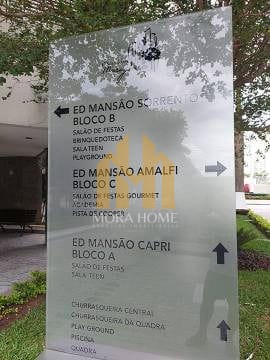 ED MANSÃO SORRENTO
BLOCO B
SALÃO DE FESTAS
BRINQUEDOTECA
SALA TEEN
PLAYGROUND
ED MANSÃO AMALFI
BLOCO C
SALÃO DE FESTAS GOURMET
ACADEMIA
PISTA DE COOPER
MORA HOME
ED MANSÃO CAPRI
BLOCO A
SALÃO DE FESTAS
SALA TEEN
CHURRASQUEIRA CENTRAL
CHURRASQUEIRA DA QUADRA
PLAY GROUND
PISCINA
QUADRA